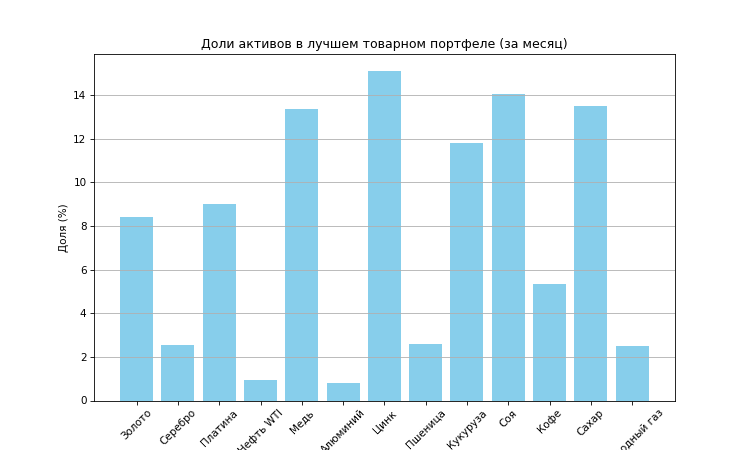 Доли активов в лучшем товарном портфеле (за месяц)
Доля (%)
14
12
10
8
6
4
2
0
Золото
Серебро
Платина
Нефть WTI
Медь
Алюминий
Цинк
Пшеница
Кукуруза
Соя
Кофе
Сахар
газ